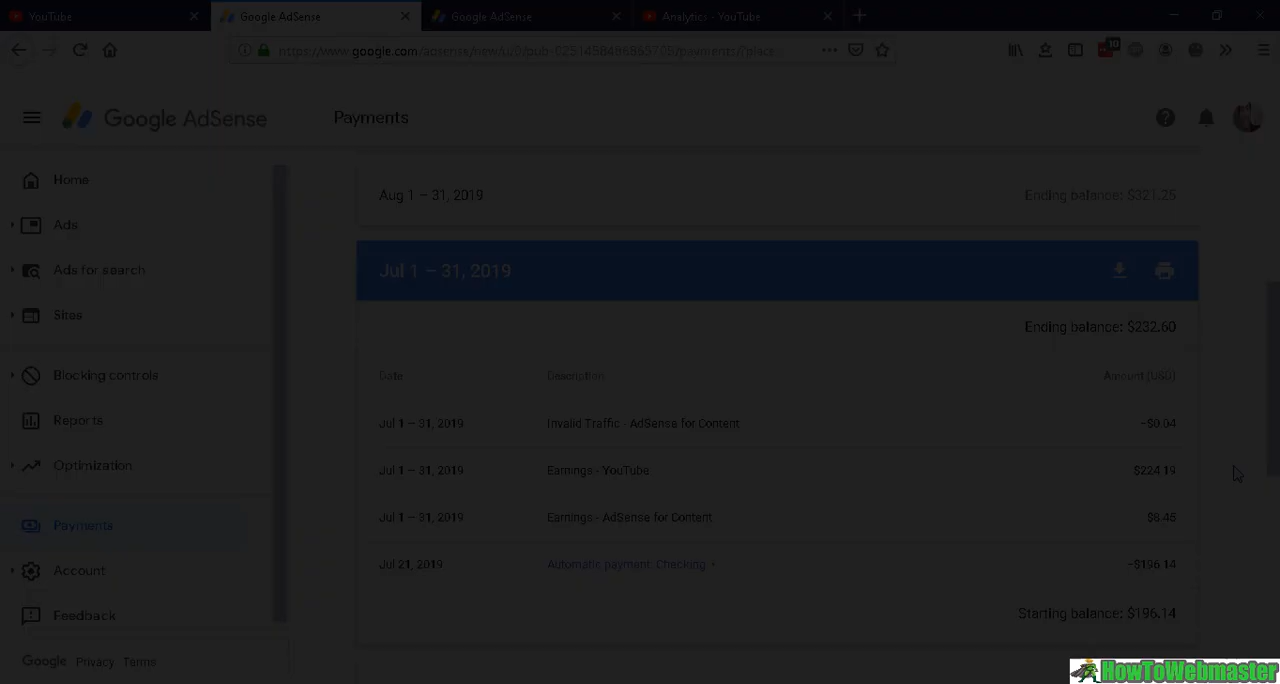 YouTube
Google AdSense
Google AdSense
Analytics - YouTube
Google AdSense
Payments
Home
Aug 1 – 31, 2019 Ending balance: $321.25
Ads
Ads for search
Jul 1 – 31, 2019
Sites
Ending balance: $232.60
Blocking controls
Date Description Amount (USD)
Reports
Jul 1 – 31, 2019 Invalid Traffic - AdSense for Content -$0.04
Optimization
Jul 1 – 31, 2019 Earnings - YouTube $224.19
Payments
Jul 1 – 31, 2019 Earnings - AdSense for Content $8.45
Account
Jul 21, 2019 Automatic payment: Checking -$196.14
Feedback
Starting balance: $196.14
Google Privacy Terms
HowToWebmaster
10